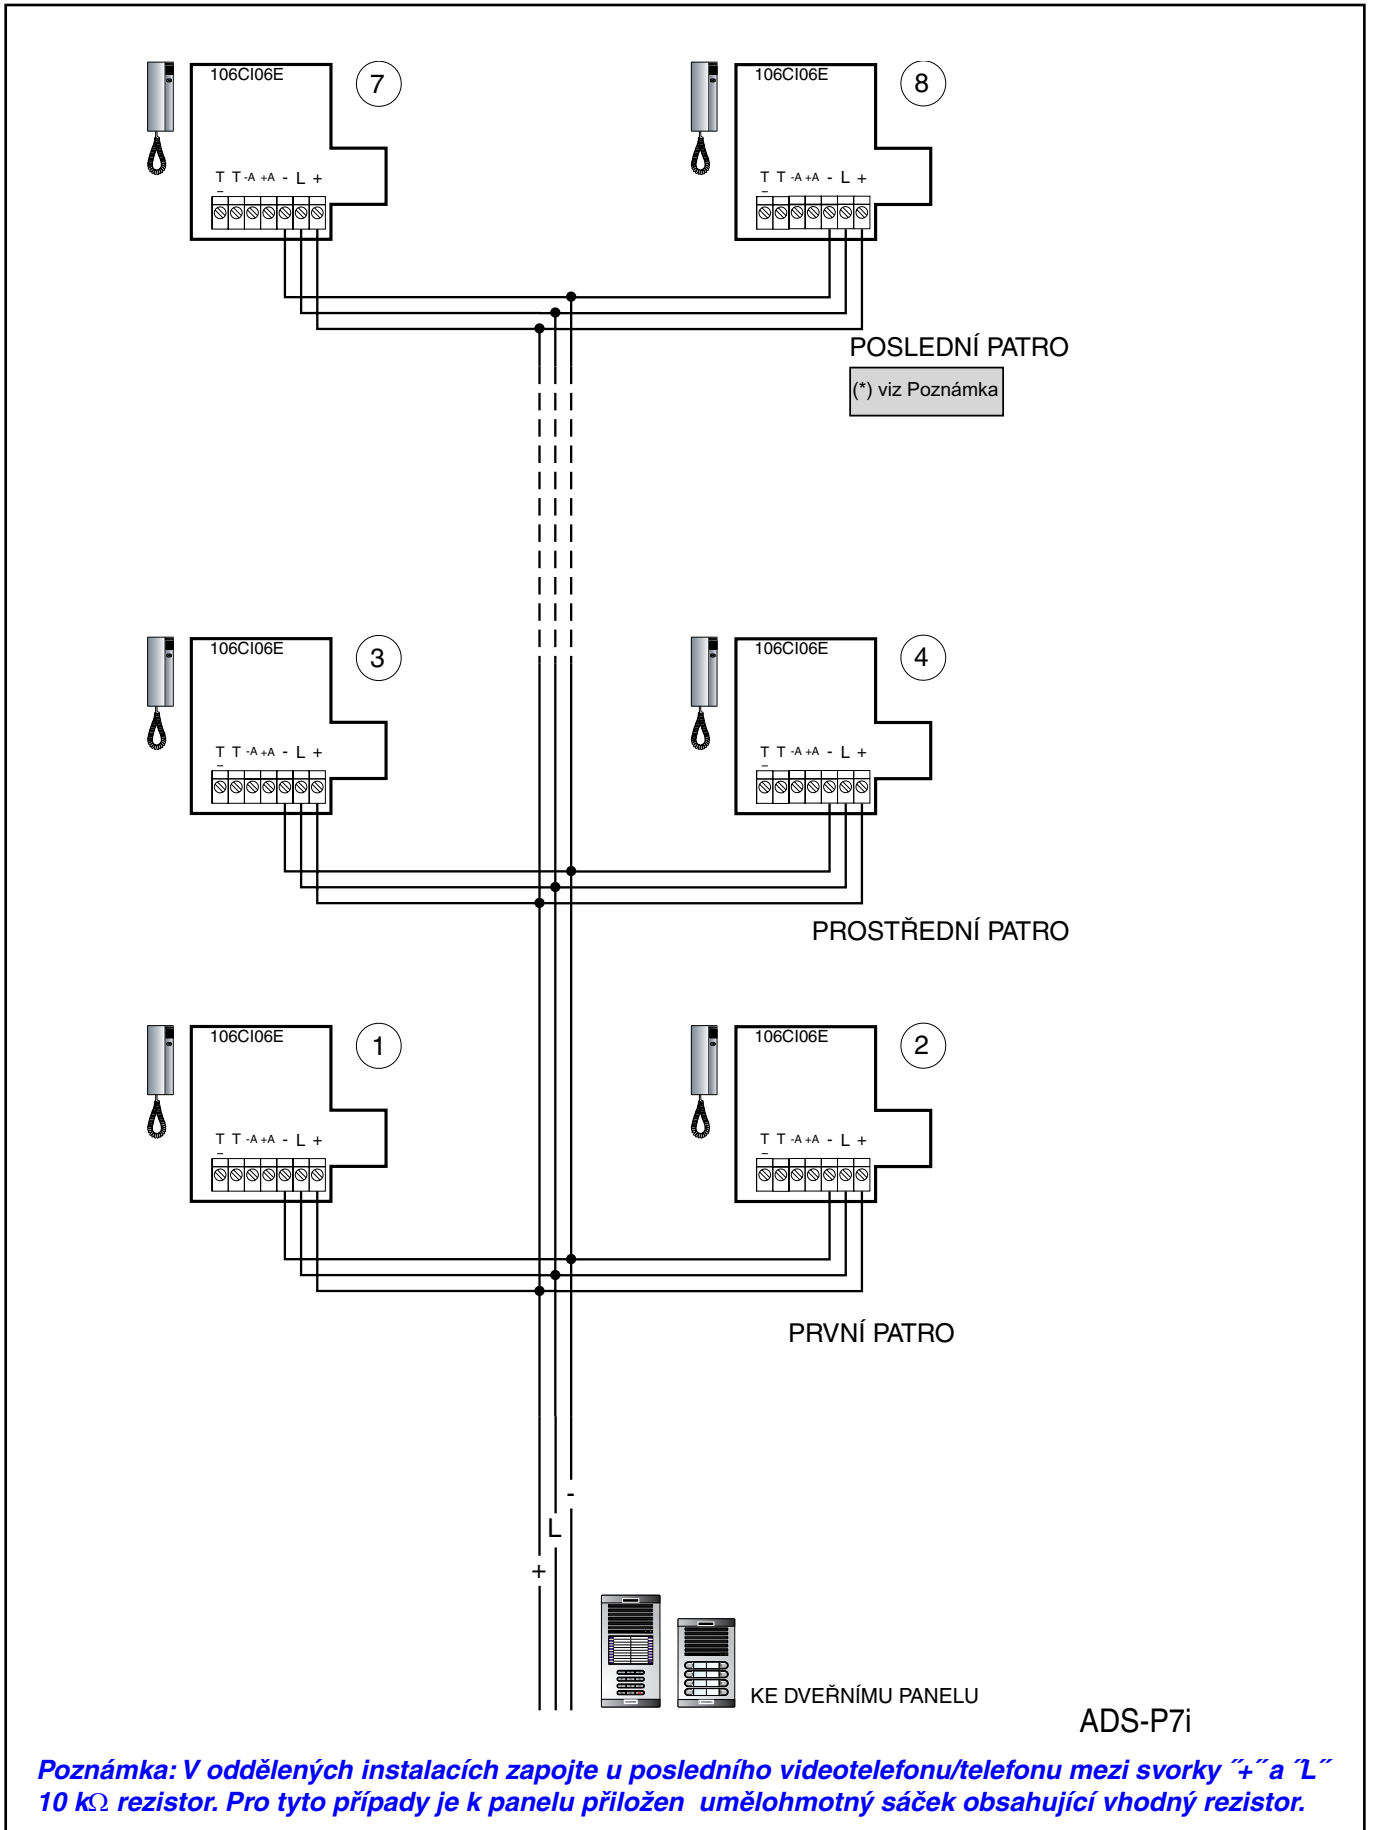 106CI06E 7 106CI06E 8
T T -A +A - L + T T -A +A - L +
– –
POSLEDNÍ PATRO
(*) viz Poznámka
106CI06E 3 106CI06E 4
T T -A +A - L + T T -A +A - L +
– –
PROSTŘEDNÍ PATRO
106CI06E 1 106CI06E 2
T T -A +A - L + T T -A +A - L +
– –
PRVNÍ PATRO
-
L
+
KE DVEŘNÍMU PANELU
ADS-P7i
Poznámka: V oddělených instalacích zapojte u posledního videotelefonu/telefonu mezi svorky ˝+˝ a ˝L˝
10 kΩ rezistor. Pro tyto případy je k panelu přiložen umělohmotný sáček obsahující vhodný rezistor.